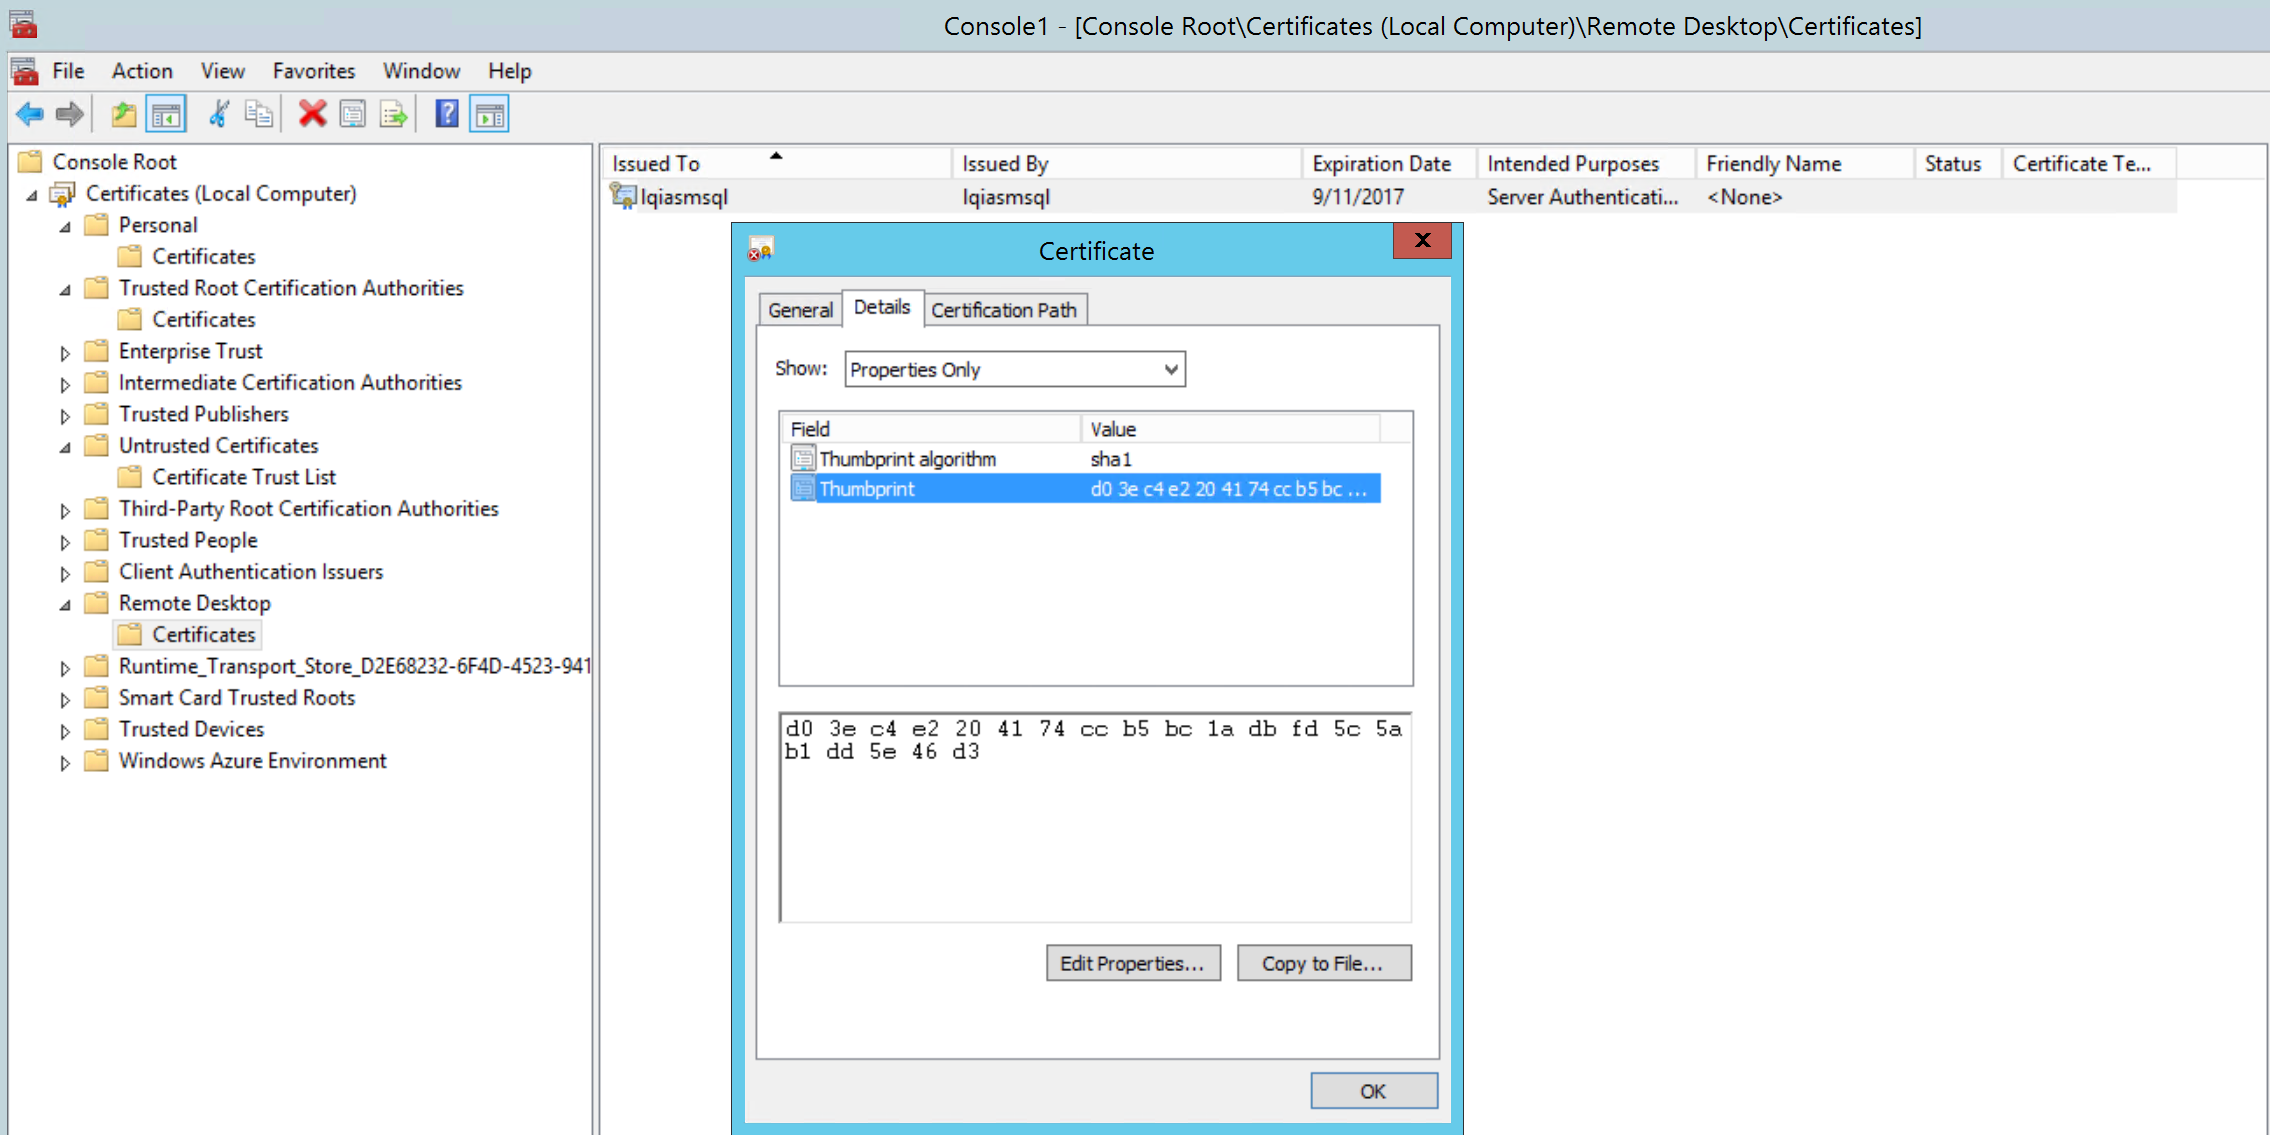 Console1 - [Console Root\Certificates (Local Computer)\Remote Desktop\Certificates]
File Action View Favorites Window Help
Console Root
Certificates (Local Computer)
Personal
Certificates
Trusted Root Certification Authorities
Certificates
Enterprise Trust
Intermediate Certification Authorities
Trusted Publishers
Untrusted Certificates
Certificate Trust List
Third-Party Root Certification Authorities
Trusted People
Client Authentication Issuers
Remote Desktop
Certificates
Runtime_Transport_Store_D2E68232-6F4D-4523-941
Smart Card Trusted Roots
Trusted Devices
Windows Azure Environment
Issued To Issued By Expiration Date Intended Purposes Friendly Name Status Certificate Te...
lqiasmsql lqiasmsql 9/11/2017 Server Authenticati... <None>
Certificate
General Details Certification Path
Show: Properties Only
Field Value
Thumbprint algorithm sha1
Thumbprint d0 3e c4 e2 20 41 74 cc b5 bc ...
d0 3e c4 e2 20 41 74 cc b5 bc 1a db fd 5c 5a
b1 dd 5e 46 d3
Edit Properties... Copy to File...
OK